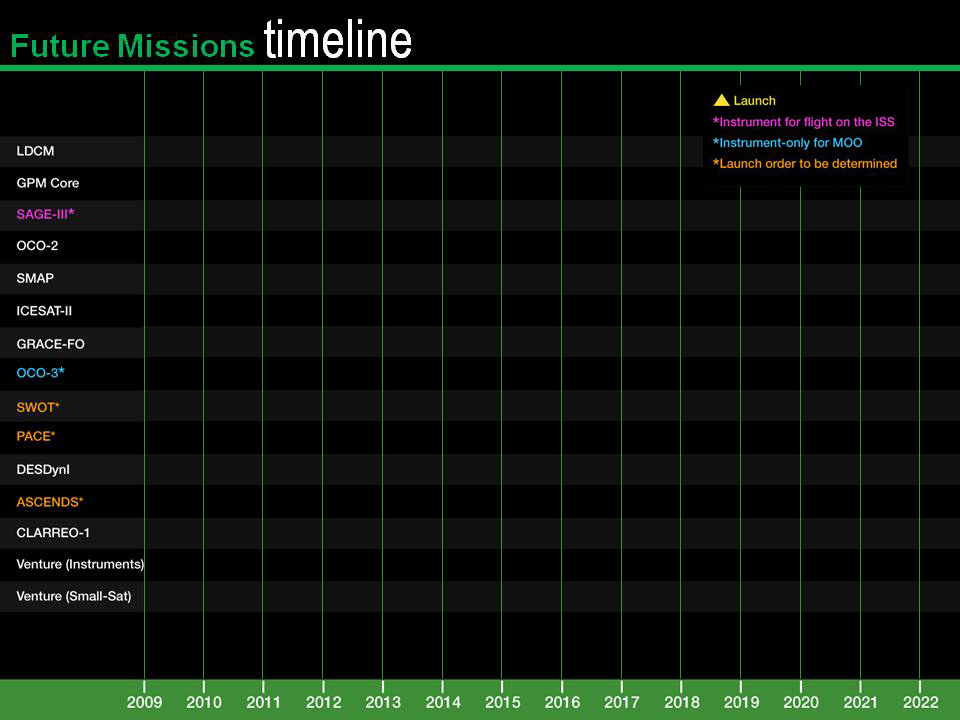 Future Missions timeline
Launch
*Instrument for flight on the ISS
*Instrument-only for MOO
*Launch order to be determined
LDCM
GPM Core
SAGE-III*
OCO-2
SMAP
ICESAT-II
GRACE-FO
OCO-3*
SWOT*
PACE*
DESDynI
ASCENDS*
CLARREO-1
Venture (Instruments)
Venture (Small-Sat)
2009 2010 2011 2012 2013 2014 2015 2016 2017 2018 2019 2020 2021 2022